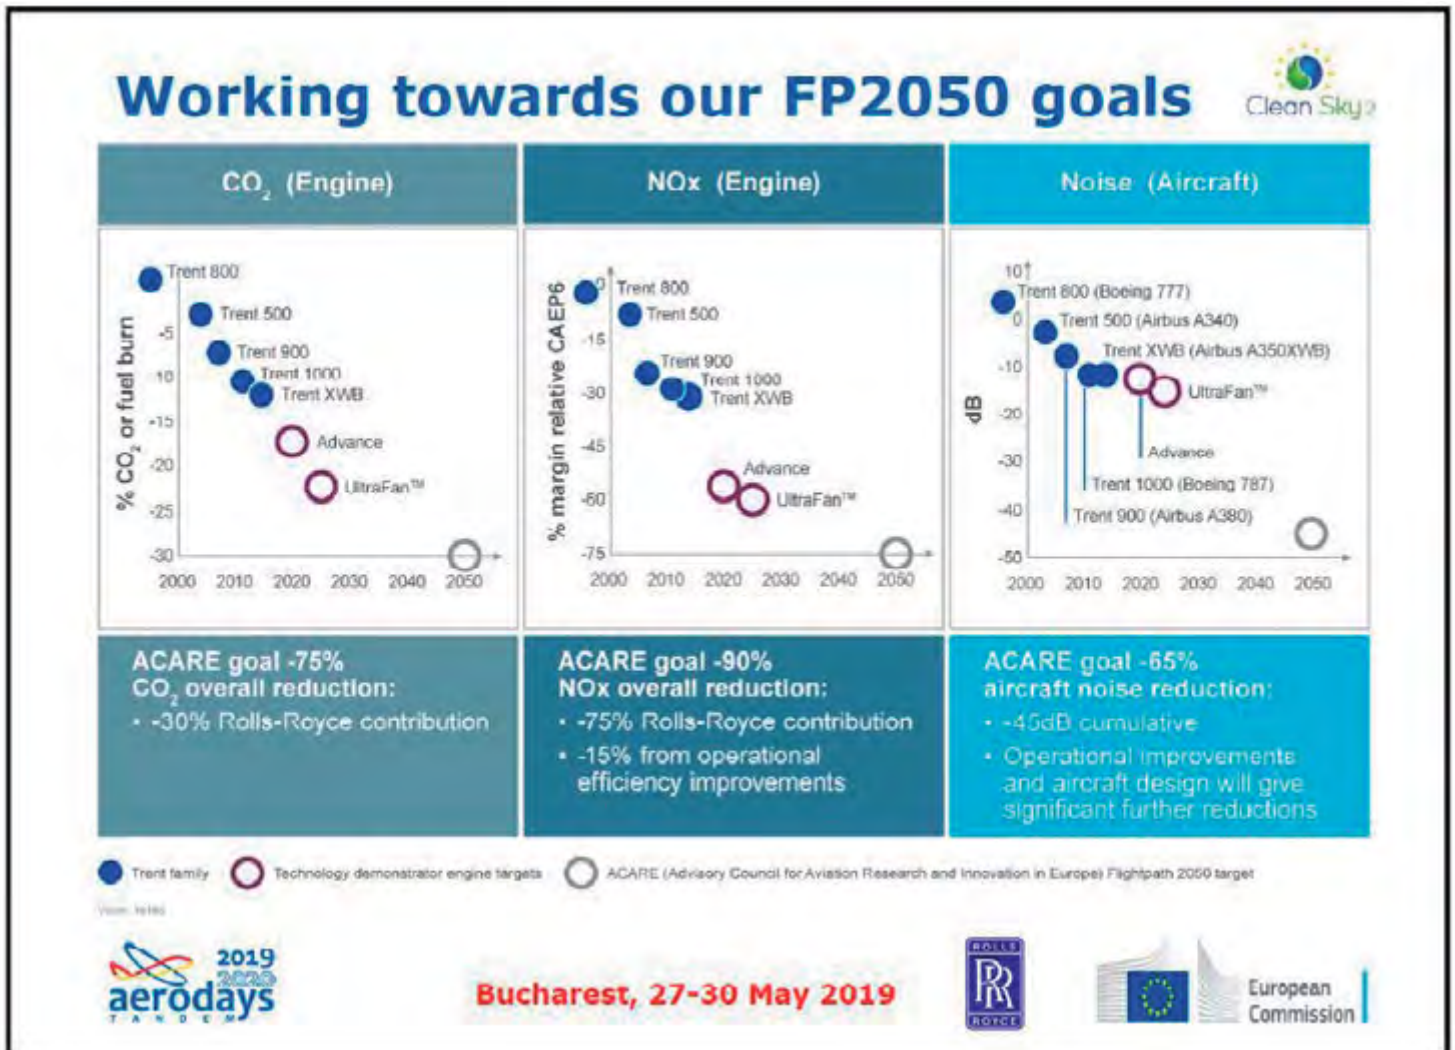 Working towards our FP2050 goals
Clean Sky2
CO2 (Engine)
NOx (Engine)
Noise (Aircraft)
% CO2 or fuel burn
Trent 800
Trent 500
Trent 900
Trent 1000
Trent XWB
Advance
UltraFan™
-5
-10
-15
-20
-25
-30
2000 2010 2020 2030 2040 2050
% margin relative CAEP6
0
-15
-30
-45
-60
-75
Trent 800
Trent 500
Trent 900
Trent 1000
Trent XWB
Advance
UltraFan™
2000 2010 2020 2030 2040 2050
dB
10
0
-10
-20
-30
-40
-50
Trent 800 (Boeing 777)
Trent 500 (Airbus A340)
Trent XWB (Airbus A350XWB)
UltraFan™
Advance
Trent 1000 (Boeing 787)
Trent 900 (Airbus A380)
2000 2010 2020 2030 2040 2050
ACARE goal -75%
CO2 overall reduction:
• -30% Rolls-Royce contribution
ACARE goal -90%
NOx overall reduction:
• -75% Rolls-Royce contribution
• -15% from operational
efficiency improvements
ACARE goal -65%
aircraft noise reduction:
• -45dB cumulative
• Operational improvements
and aircraft design will give
significant further reductions
Trent family
Technology demonstrator engine targets
ACARE (Advisory Council for Aviation Research and Innovation in Europe) Flightpath 2050 target
2019
2020
aerodays
TANDEM
Bucharest, 27-30 May 2019
ROLLS
RR
ROYCE
European
Commission